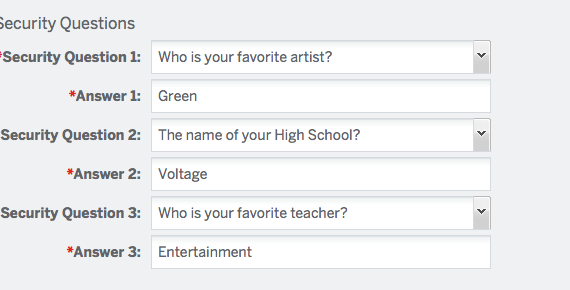 Security Questions
*Security Question 1: Who is your favorite artist?
*Answer 1: Green
Security Question 2: The name of your High School?
*Answer 2: Voltage
Security Question 3: Who is your favorite teacher?
*Answer 3: Entertainment